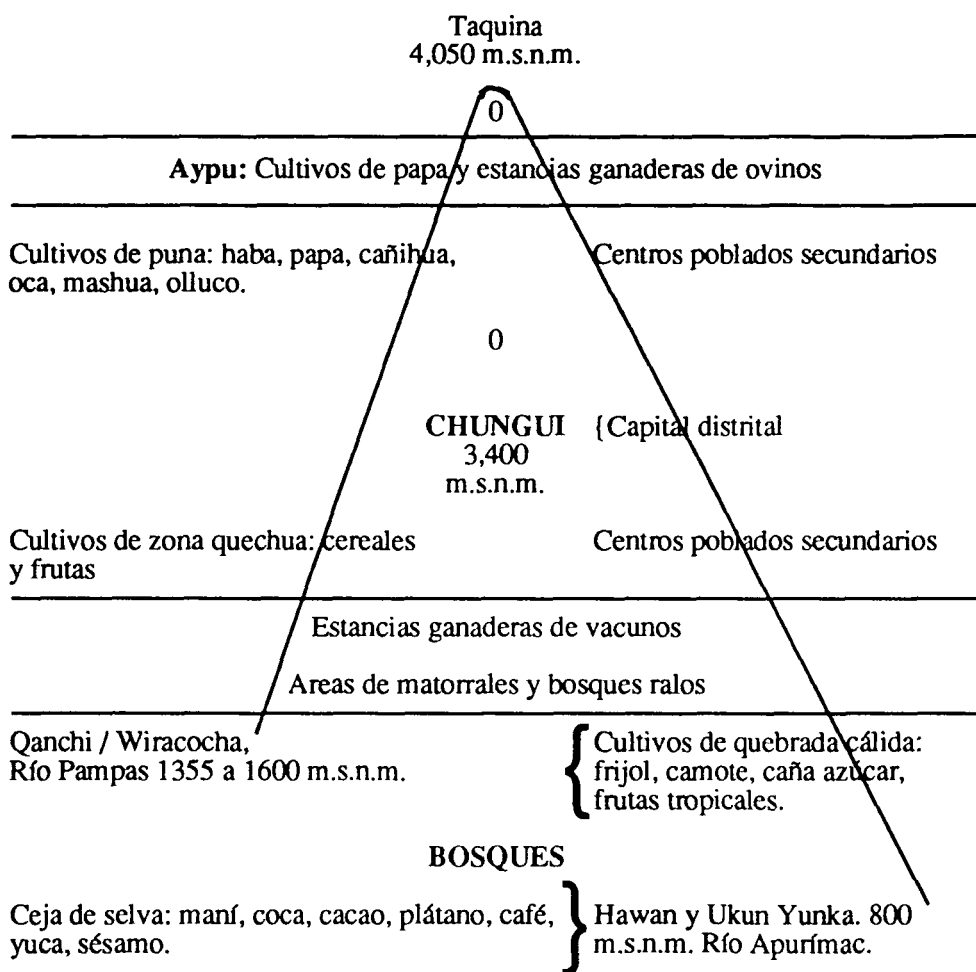 Taquina
4,050 m.s.n.m.
0
Aypu: Cultivos de papa y estancias ganaderas de ovinos
Cultivos de puna: haba, papa, cañihua,
oca, mashua, olluco.
Centros poblados secundarios
0
CHUNGUI {Capital distrital
3,400
m.s.n.m.
Cultivos de zona quechua: cereales
y frutas
Centros poblados secundarios
Estancias ganaderas de vacunos
Areas de matorrales y bosques ralos
Qanchi / Wiracocha,
Río Pampas 1355 a 1600 m.s.n.m.
{ Cultivos de quebrada cálida:
frijol, camote, caña azúcar,
frutas tropicales.
BOSQUES
Ceja de selva: maní, coca, cacao, plátano, café,
yuca, sésamo.
} Hawan y Ukun Yunka. 800
m.s.n.m. Río Apurímac.